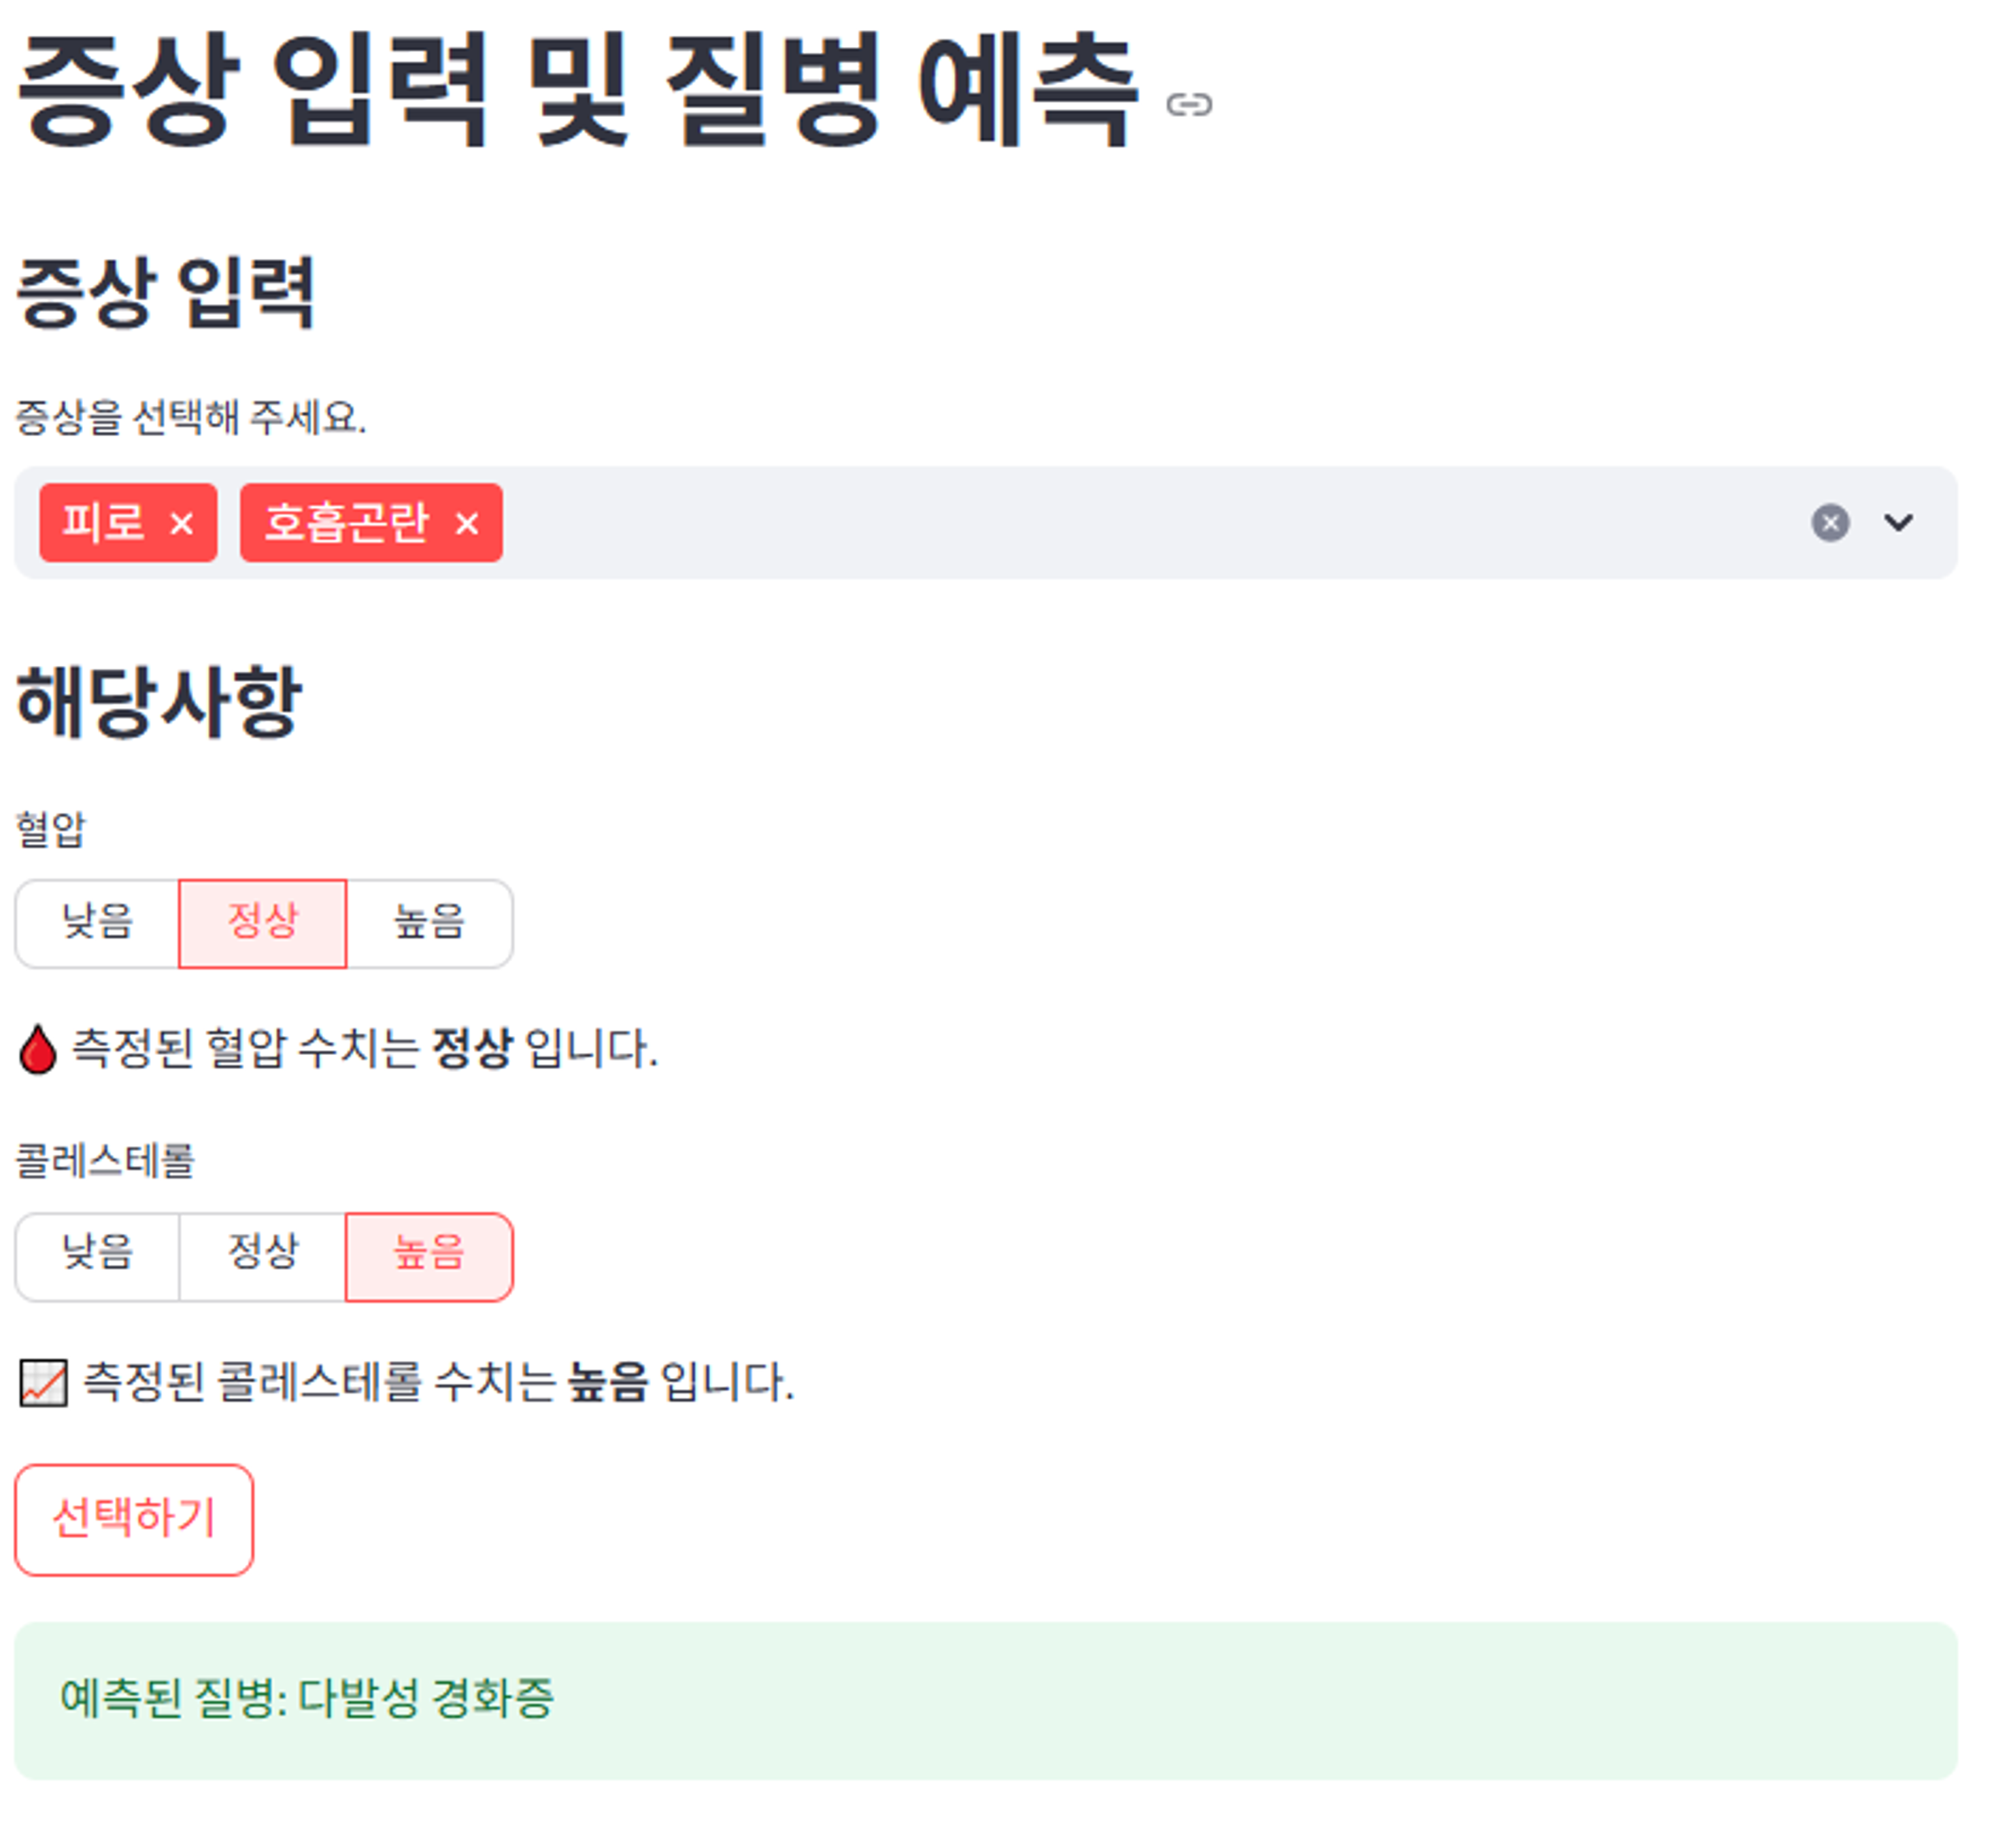 증상 입력 및 질병 예측
증상 입력
증상을 선택해 주세요.
피로 × 호흡곤란 ×
해당사항
혈압
낮음 정상 높음
측정된 혈압 수치는 정상 입니다.
콜레스테롤
낮음 정상 높음
측정된 콜레스테롤 수치는 높음 입니다.
선택하기
예측된 질병: 다발성 경화증